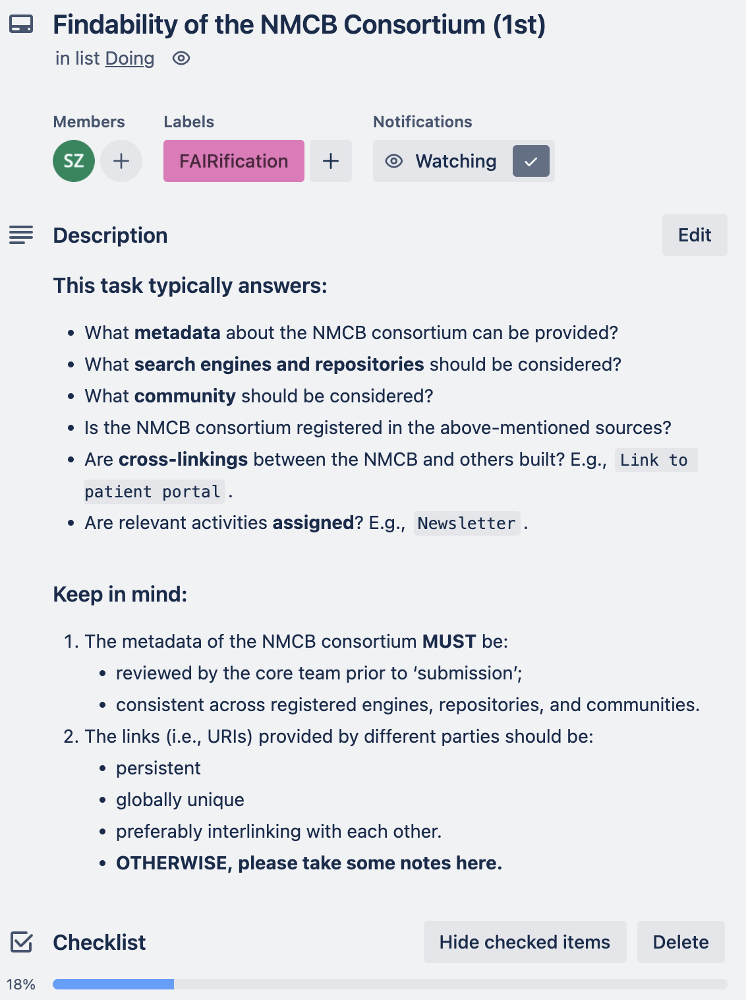 Findability of the NMCB Consortium (1st)
in list Doing
Members
Labels
Notifications
SZ
FAIRification
Watching
Description
Edit
This task typically answers:
What metadata about the NMCB consortium can be provided?
What search engines and repositories should be considered?
What community should be considered?
Is the NMCB consortium registered in the above-mentioned sources?
Are cross-linkings between the NMCB and others built? E.g., Link to
patient portal .
Are relevant activities assigned? E.g., Newsletter .
Keep in mind:
1. The metadata of the NMCB consortium MUST be:
reviewed by the core team prior to ‘submission’;
consistent across registered engines, repositories, and communities.
2. The links (i.e., URIs) provided by different parties should be:
persistent
globally unique
preferably interlinking with each other.
OTHERWISE, please take some notes here.
Checklist
Hide checked items
Delete
18%